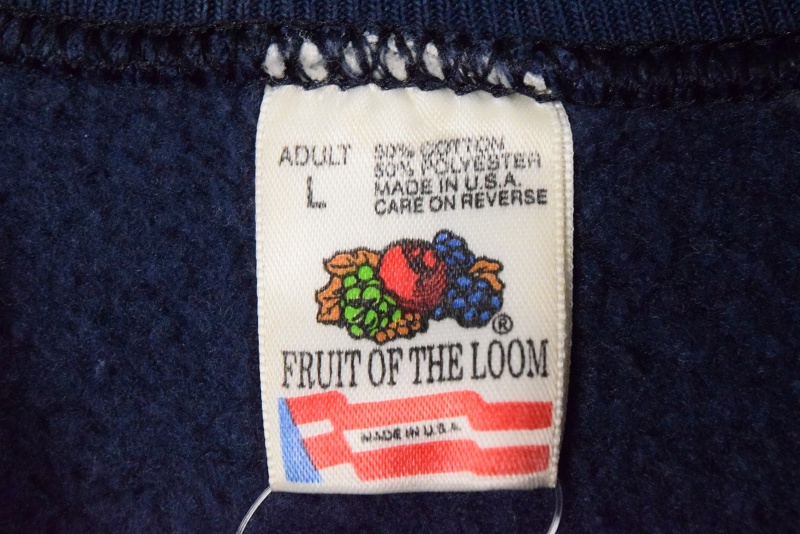 ADULT
L
50% COTTON
50% POLYESTER
MADE IN U.S.A.
CARE ON REVERSE
®
FRUIT OF THE LOOM
MADE IN U.S.A.